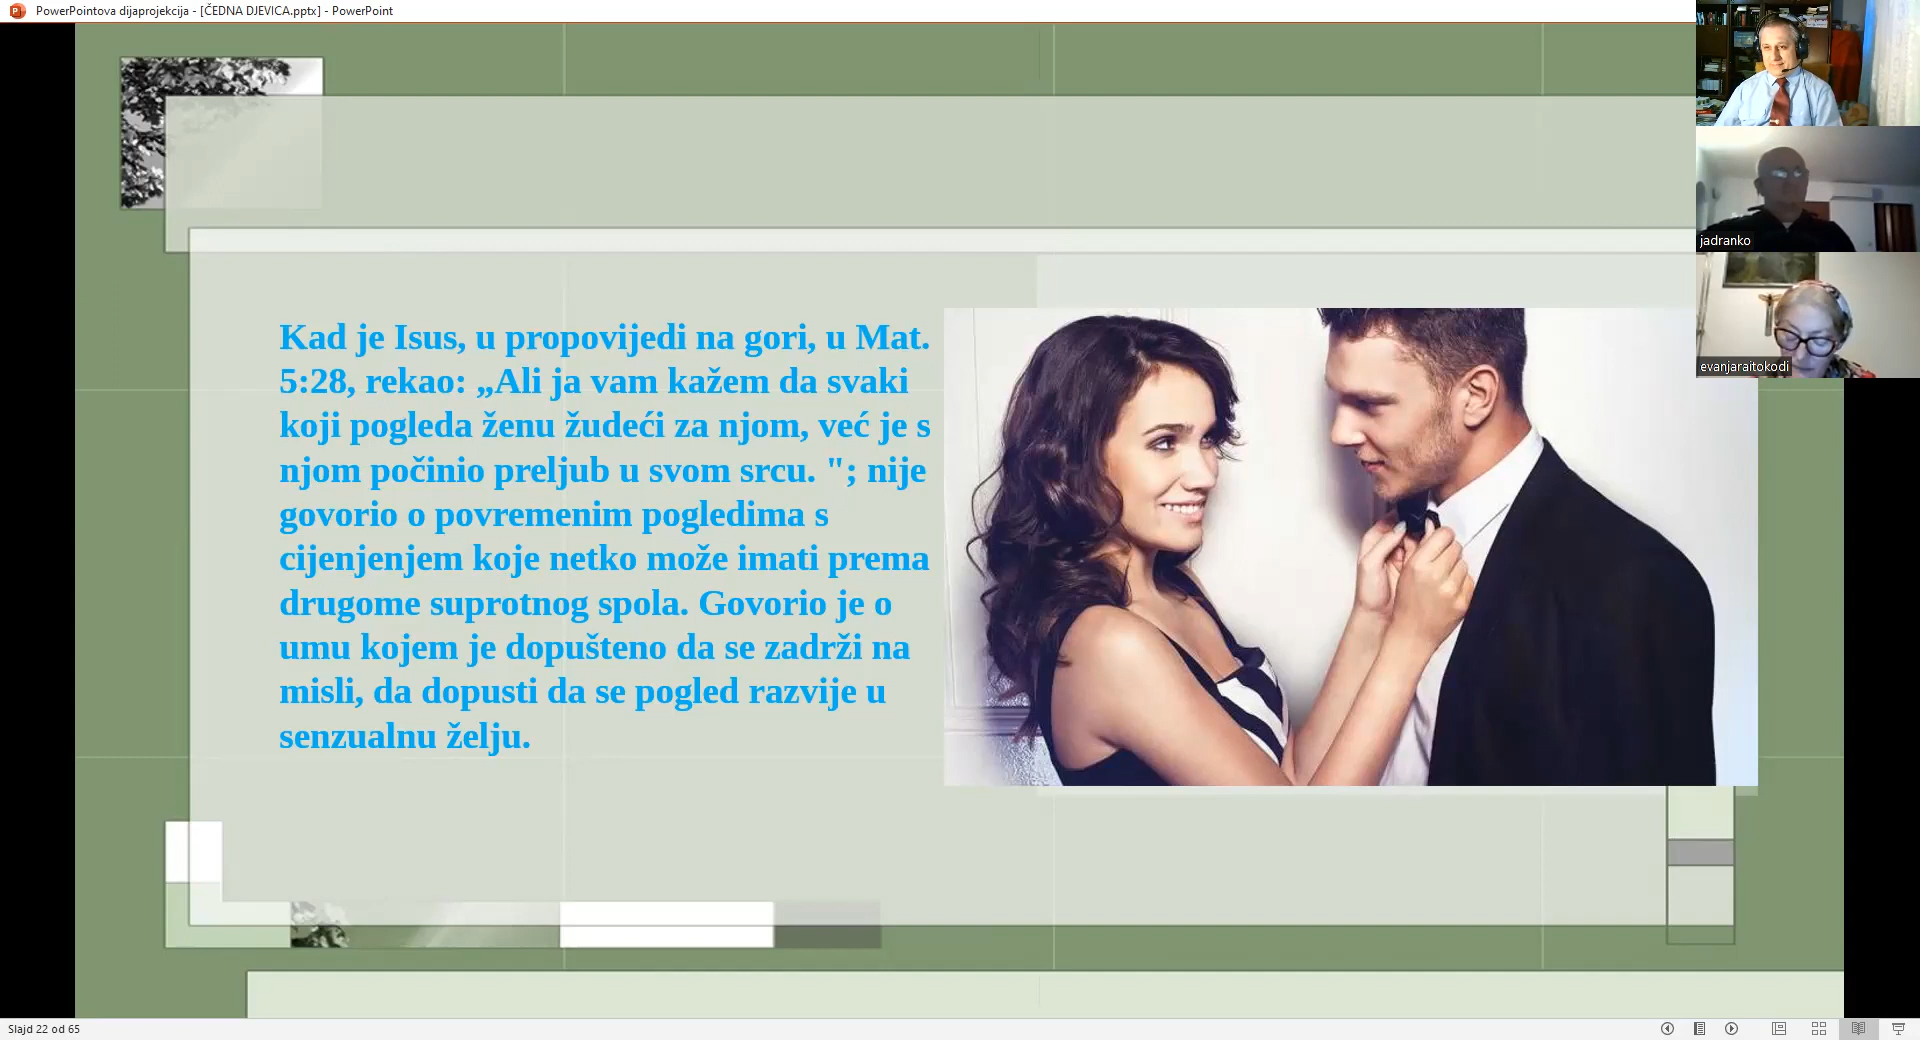 PowerPointova dijaprojekcija - [ČEDNA DJEVICA.pptx] - PowerPoint
jadranko
evanjaraitokodi
Kad je Isus, u propovijedi na gori, u Mat.
5:28, rekao: „Ali ja vam kažem da svaki
koji pogleda ženu žudeći za njom, već je s
njom počinio preljub u svom srcu. "; nije
govorio o povremenim pogledima s
cijenjenjem koje netko može imati prema
drugome suprotnog spola. Govorio je o
umu kojem je dopušteno da se zadrži na
misli, da dopusti da se pogled razvije u
senzualnu želju.
Slajd 22 od 65